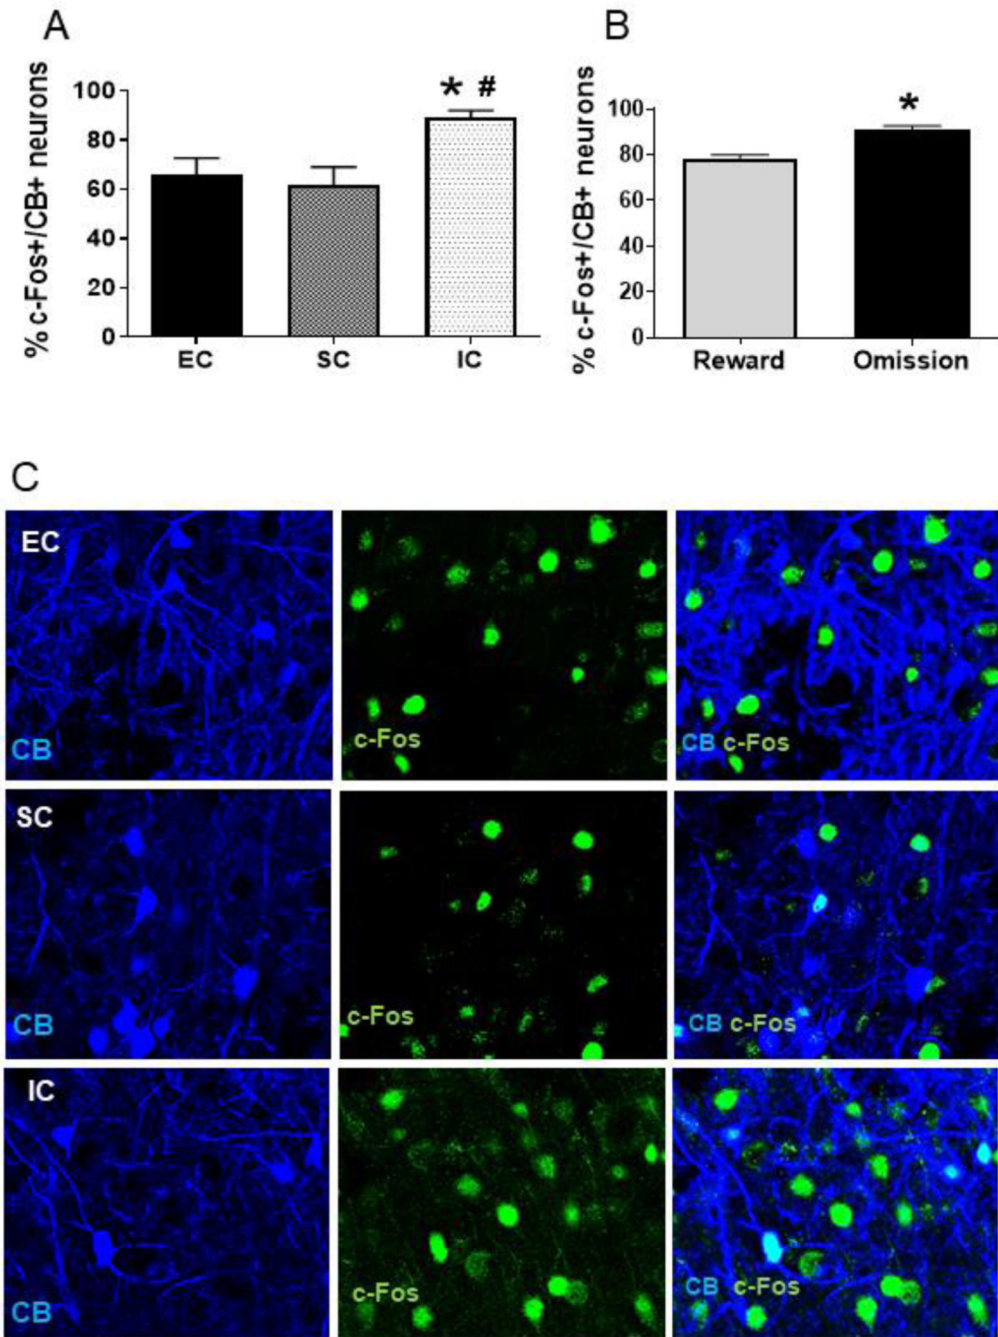 A
% c-Fos+/CB+ neurons
100
80
60
40
20
0
* #
EC
SC
IC
B
% c-Fos+/CB+ neurons
100
80
60
40
20
0
*
Reward
Omission
C
EC
CB
c-Fos
CB c-Fos
SC
CB
c-Fos
CB c-Fos
IC
CB
c-Fos
CB c-Fos